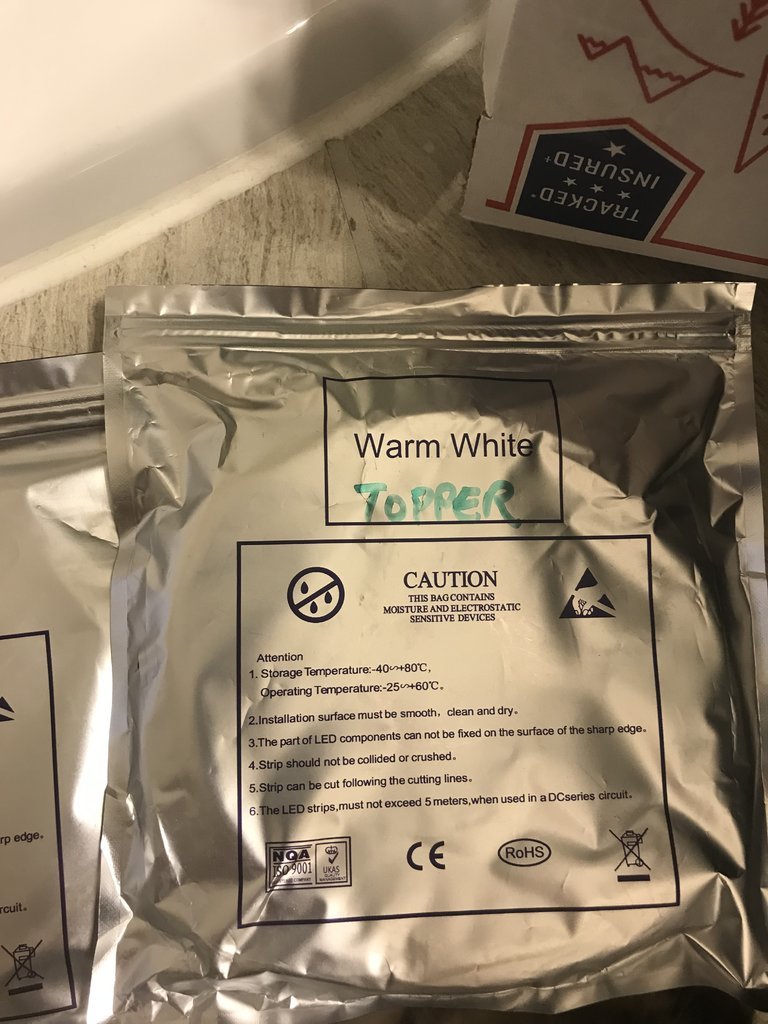 TRACKED*
INSURED+
Warm White
TOPPER
CAUTION
THIS BAG CONTAINS
MOISTURE AND ELECTROSTATIC
SENSITIVE DEVICES
Attention
1. Storage Temperature:-40~+80℃,
Operating Temperature:-25~+60℃。
2.Installation surface must be smooth, clean and dry。
3.The part of LED components can not be fixed on the surface of the sharp edge。
4.Strip should not be collided or crushed。
5.Strip can be cut following the cutting lines。
6.The LED strips,must not exceed 5 meters,when used in a DCseries circuit.
NQA
ISO 9001
UKAS
QUALITY
MANAGEMENT
CE
RoHS
rp edge。
rcuit.